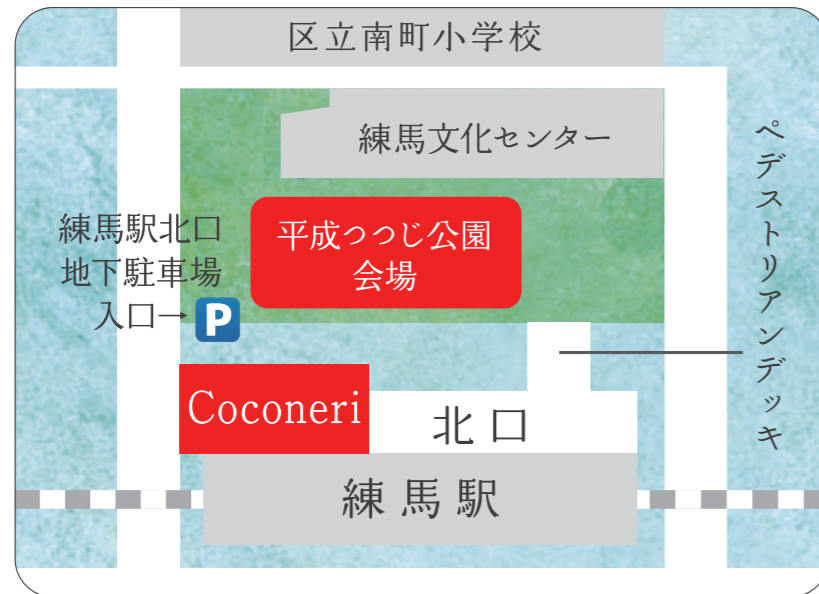 区立南町小学校
練馬文化センター
ペデストリアンデッキ
練馬駅北口
地下駐車場
入口→
P
平成つつじ公園
会場
Coconeri
北口
練馬駅